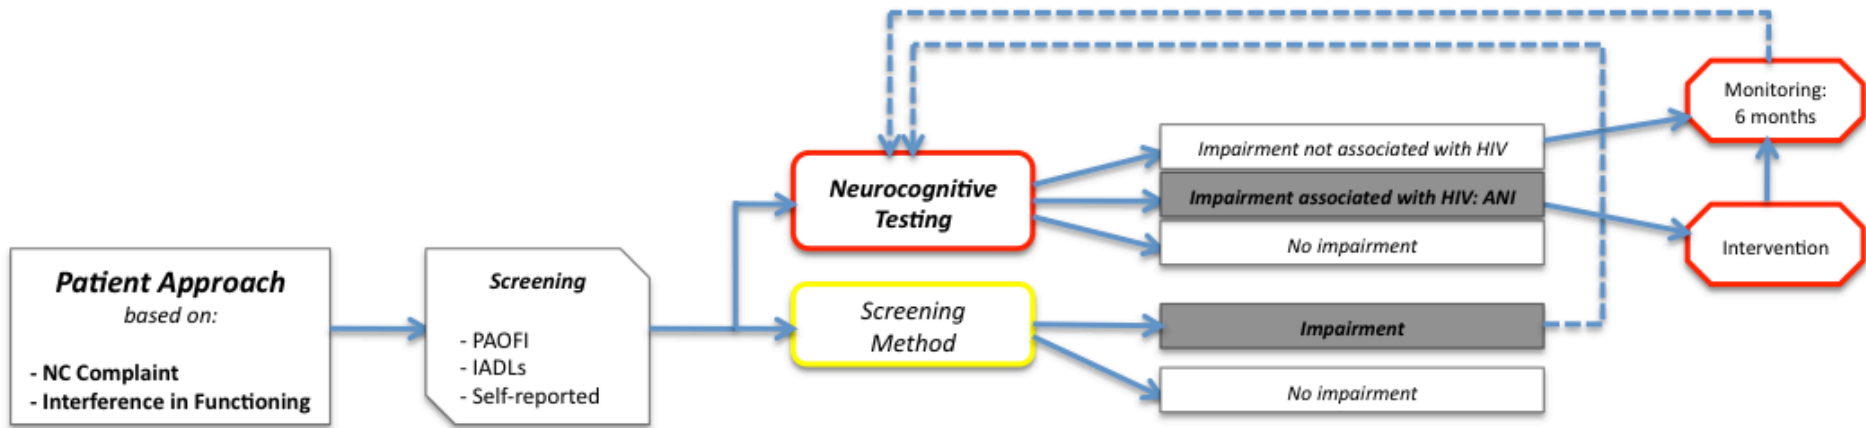 Patient Approach
based on:
- NC Complaint
- Interference in Functioning
Screening
- PAOFI
- IADLs
- Self-reported
Neurocognitive
Testing
Screening
Method
Impairment not associated with HIV
Impairment associated with HIV: ANI
No impairment
Impairment
No impairment
Monitoring:
6 months
Intervention